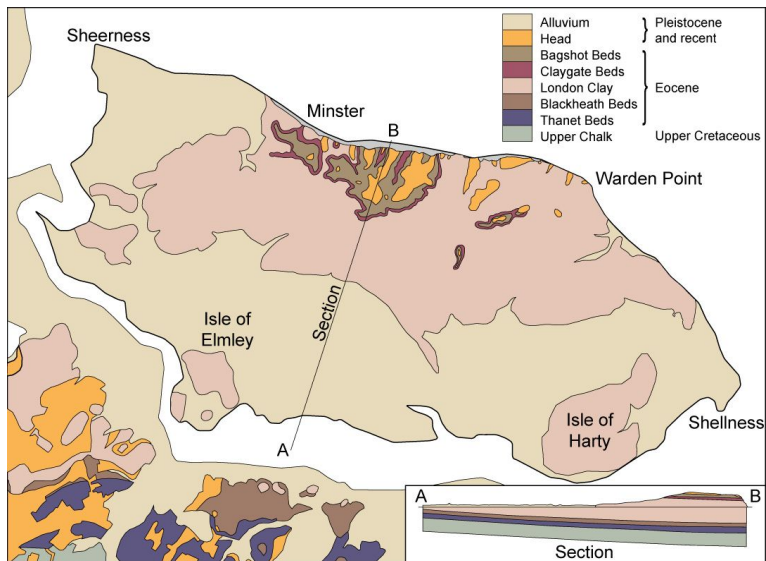 Sheerness
Minster
B
Warden Point
Section
Isle of
Elmley
A
Isle of
Harty
Shellness
Alluvium
Head
Bagshot Beds
Claygate Beds
London Clay
Blackheath Beds
Thanet Beds
Upper Chalk
Pleistocene
and recent
Eocene
Upper Cretaceous
A
B
Section